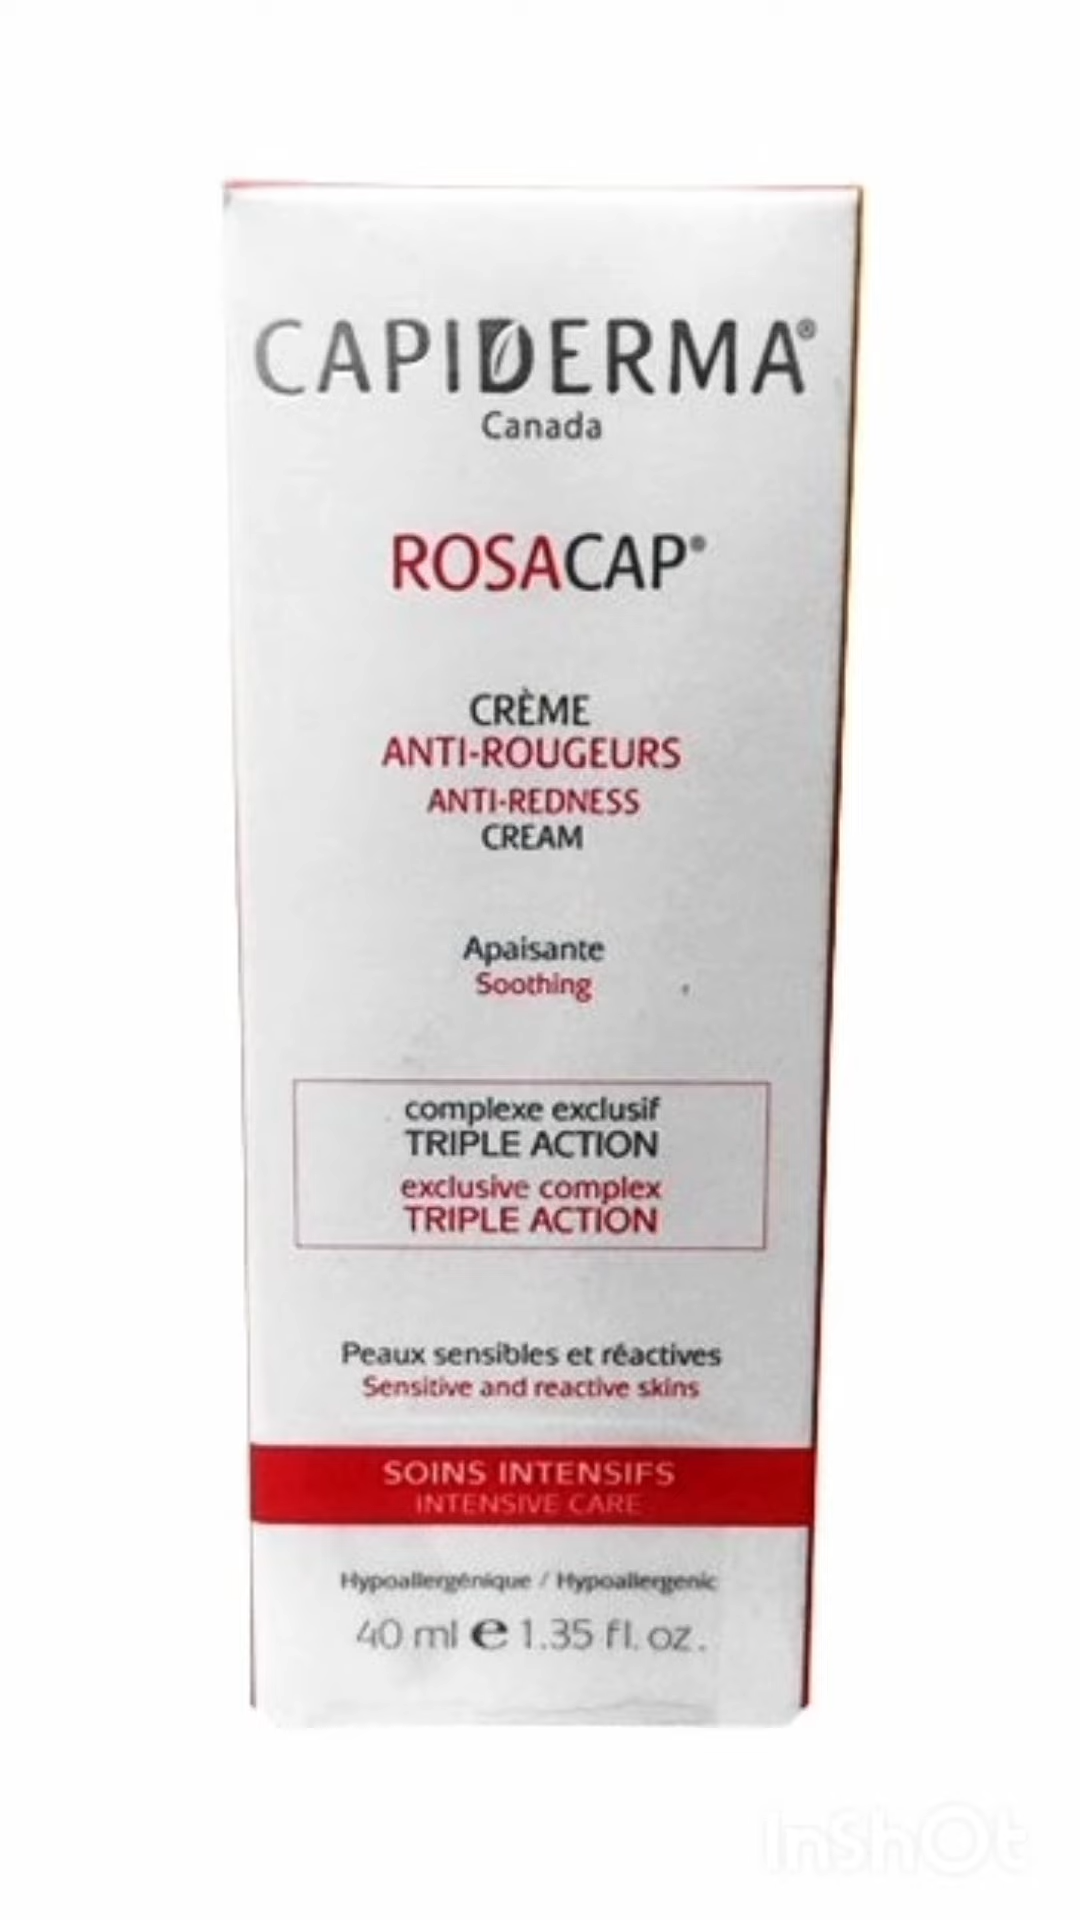 CAPIDERMA®
Canada
ROSACAP®
CRÈME
ANTI-ROUGEURS
ANTI-REDNESS
CREAM
Apaisante
Soothing
complexe exclusif
TRIPLE ACTION
exclusive complex
TRIPLE ACTION
Peaux sensibles et réactives
Sensitive and reactive skins
SOINS INTENSIFS
INTENSIVE CARE
Hypoallergénique / Hypoallergenic
40 ml e 1.35 fl. oz.
InShOt